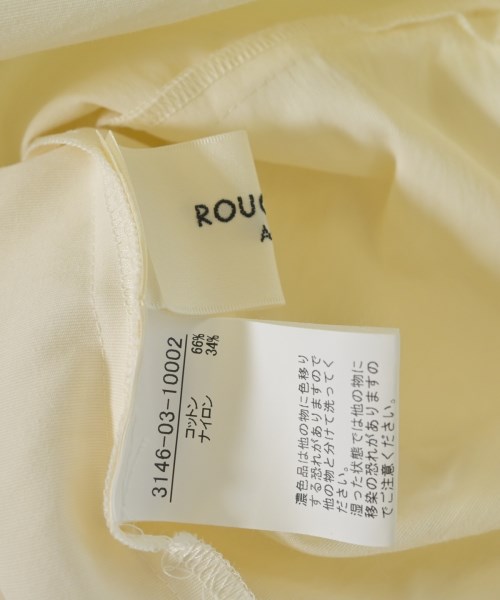 ROUG
A
3146-03-10002
コットン 66%
ナイロン 34%
濃色品は他の物に色移り
する恐れがありますので
他の物と分けて洗ってく
ださい。
湿った状態では他の物に
移染の恐れがありますの
でご注意ください。